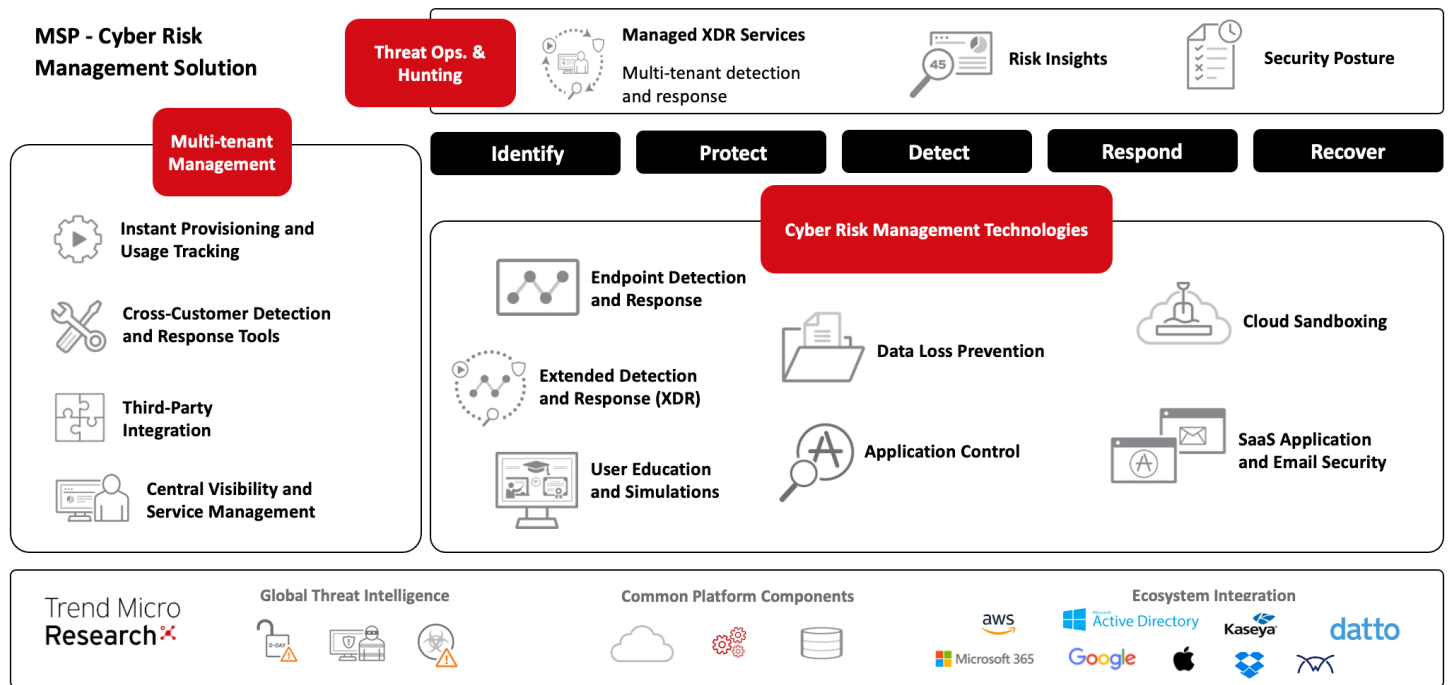 MSP - Cyber Risk
Management Solution
Threat Ops. &
Hunting
Managed XDR Services
Multi-tenant detection
and response
45
Risk Insights
Security Posture
Multi-tenant
Management
Identify
Protect
Detect
Respond
Recover
Instant Provisioning and
Usage Tracking
Cross-Customer Detection
and Response Tools
Third-Party
Integration
Central Visibility and
Service Management
Cyber Risk Management Technologies
Endpoint Detection
and Response
Extended Detection
and Response (XDR)
User Education
and Simulations
Data Loss Prevention
Application Control
Cloud Sandboxing
SaaS Application
and Email Security
Trend Micro
Research
Global Threat Intelligence
0-DAY
Common Platform Components
Ecosystem Integration
aws
Microsoft
Active Directory
Kaseya
datto
Microsoft 365
Google